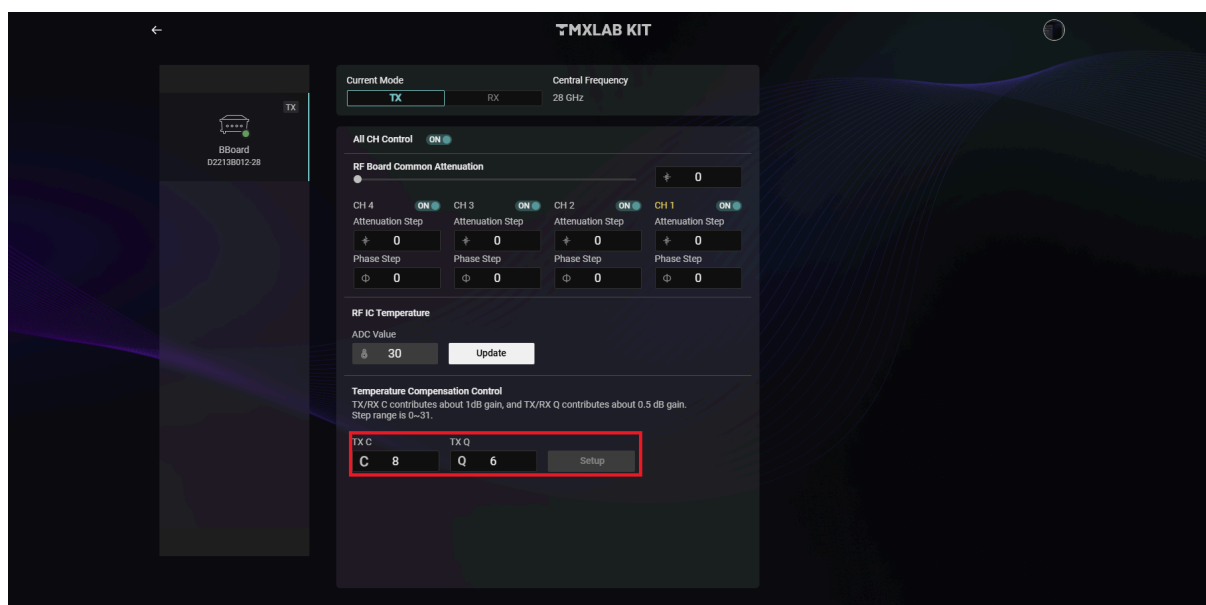 TMXLAB KIT
Current Mode
Central Frequency
TX
RX
28 GHz
TX
BBoard
D2213B012-28
All CH Control
ON
RF Board Common Attenuation
0
CH 4 ON
CH 3 ON
CH 2 ON
CH 1 ON
Attenuation Step
Attenuation Step
Attenuation Step
Attenuation Step
0
0
0
0
Phase Step
Phase Step
Phase Step
Phase Step
Φ 0
Φ 0
Φ 0
Φ 0
RF IC Temperature
ADC Value
30
Update
Temperature Compensation Control
TX/RX C contributes about 1dB gain, and TX/RX Q contributes about 0.5 dB gain.
Step range is 0~31.
TX C
TX Q
C 8
Q 6
Setup